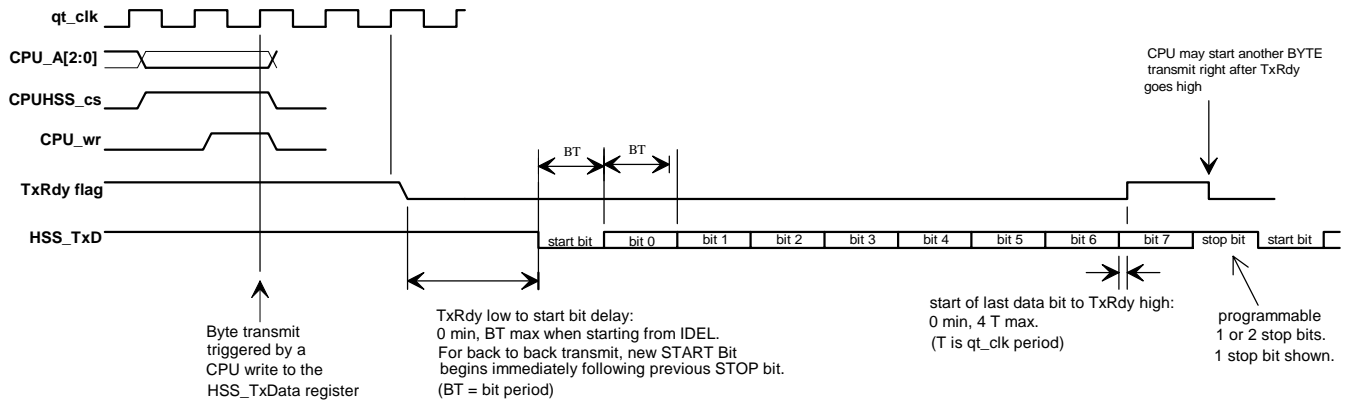 qt_clk
CPU_A[2:0]
CPUHSS_cs
CPU_wr
TxRdy flag
HSS_TxD
CPU may start another BYTE
transmit right after TxRdy
goes high
BT
BT
start bit
bit 0
bit 1
bit 2
bit 3
bit 4
bit 5
bit 6
bit 7
stop bit
start bit
Byte transmit
triggered by a
CPU write to the
HSS_TxData register
TxRdy low to start bit delay:
0 min, BT max when starting from IDEL.
For back to back transmit, new START Bit
begins immediately following previous STOP bit.
(BT = bit period)
start of last data bit to TxRdy high:
0 min, 4 T max.
(T is qt_clk period)
programmable
1 or 2 stop bits.
1 stop bit shown.